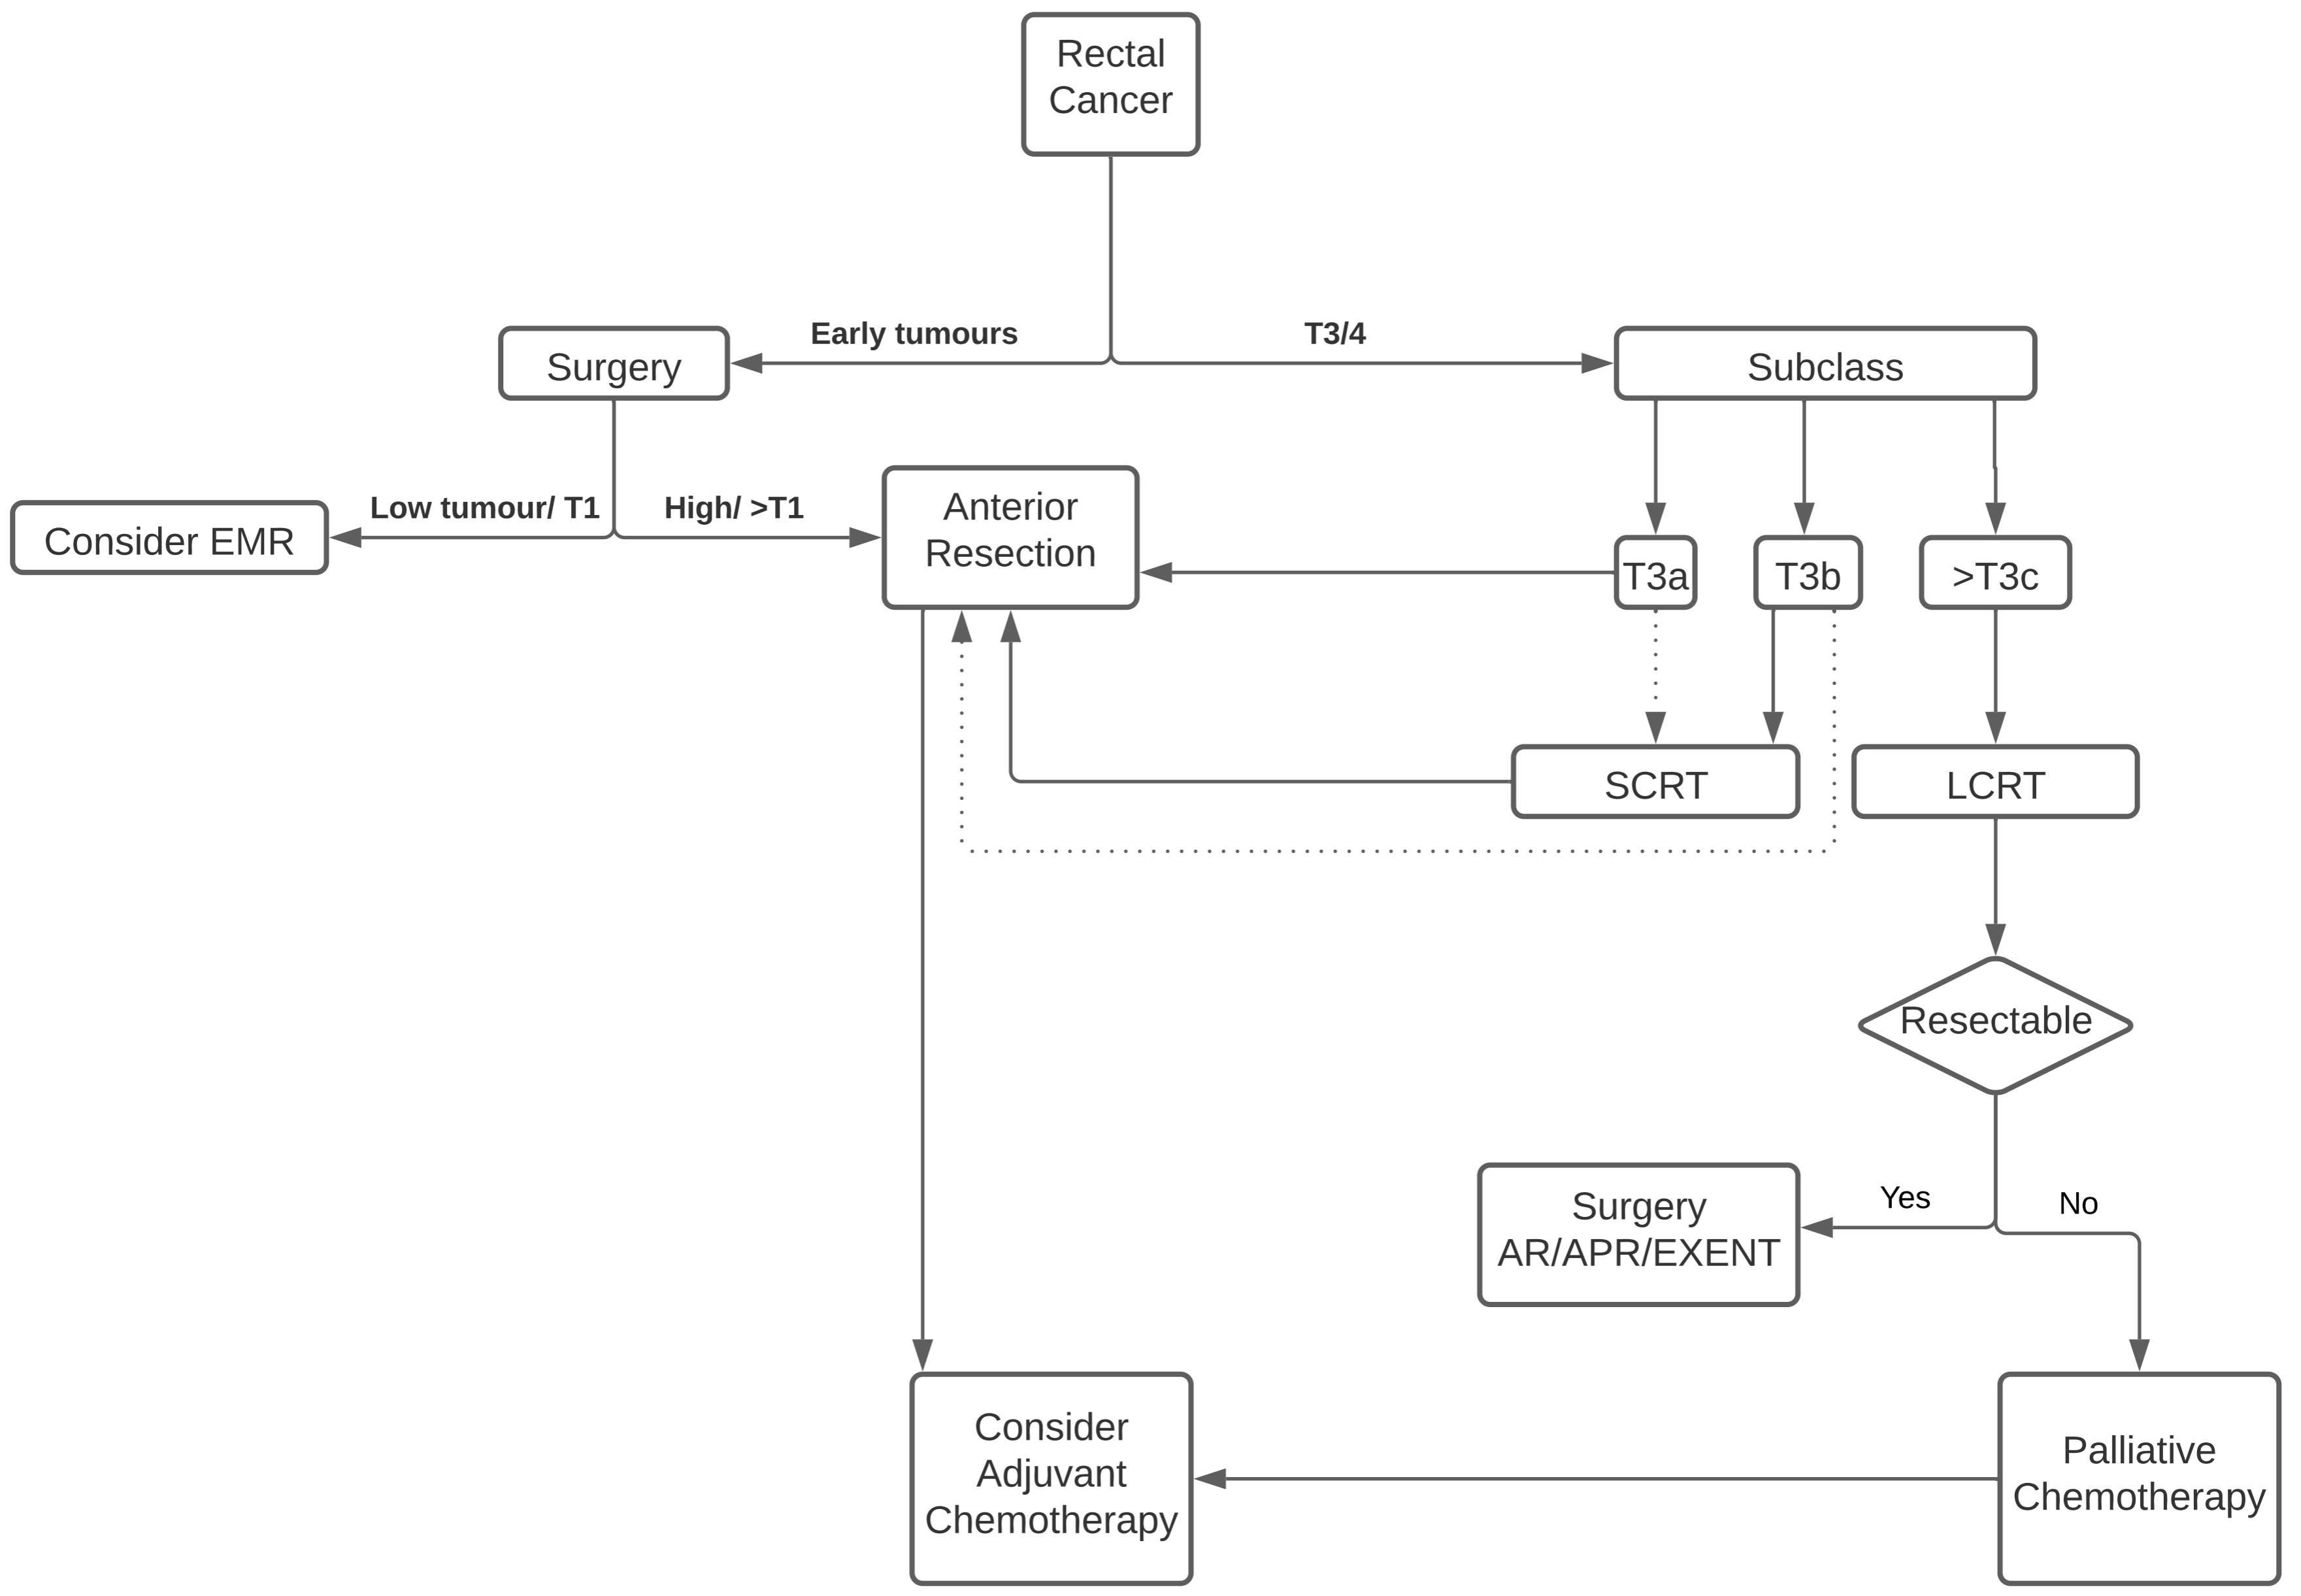 Rectal
Cancer
Early tumours
T3/4
Surgery
Subclass
Low tumour/ T1
High/ >T1
Anterior
Resection
Consider EMR
T3a
T3b
>T3c
SCRT
LCRT
Resectable
Yes
No
Surgery
AR/APR/EXENT
Consider
Adjuvant
Chemotherapy
Palliative
Chemotherapy